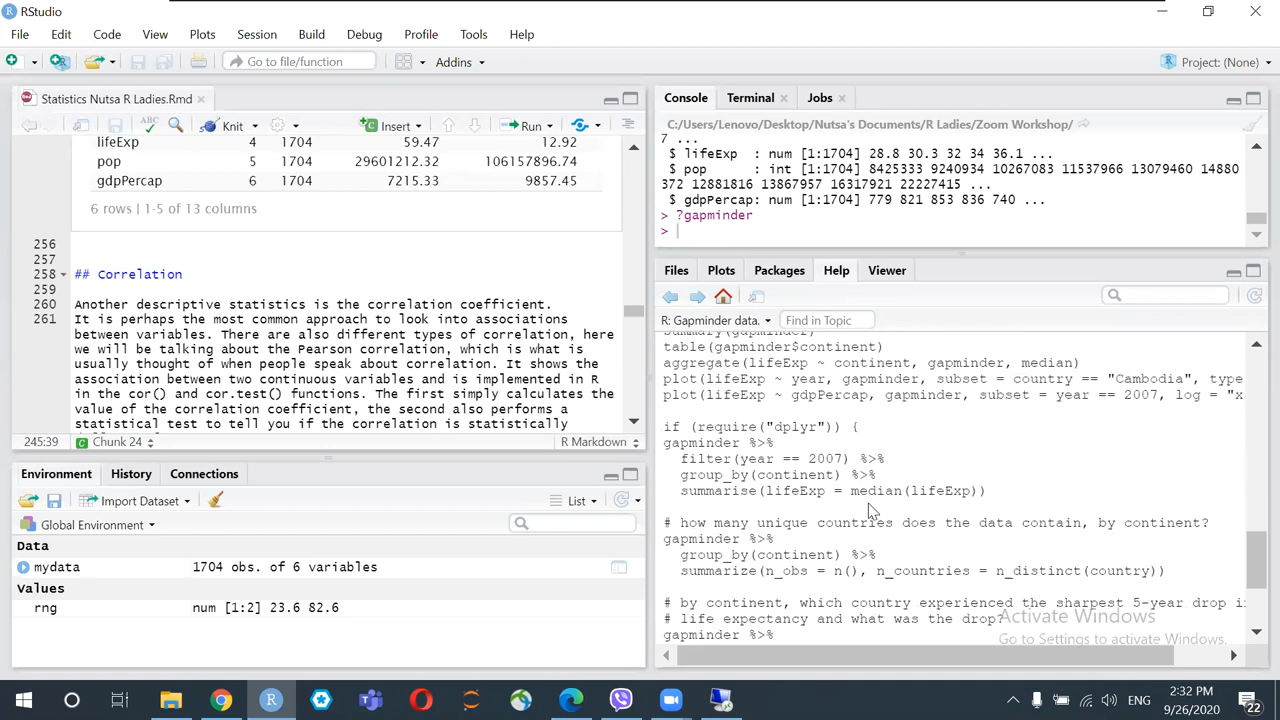 RStudio
File Edit Code View Plots Session Build Debug Profile Tools Help
Go to file/function Addins Project: (None)
Statistics Nutsa R Ladies.Rmd
ABC Knit Insert Run
lifeExp 4 1704 59.47 12.92
pop 5 1704 29601212.32 106157896.74
gdpPercap 6 1704 7215.33 9857.45
6 rows | 1-5 of 13 columns
256
257
258 ## Correlation
259
260 Another descriptive statistics is the correlation coefficient.
261 It is perhaps the most common approach to look into associations
between variables. There are also different types of correlation, here
we will be talking about the Pearson correlation, which is what is
usually thought of when people speak about correlation. It shows the
association between two continuous variables and is implemented in R
in the cor() and cor.test() functions. The first simply calculates the
value of the correlation coefficient, the second also performs a
statistical test to tell you if the correlation is statistically
245:39 Chunk 24 R Markdown
Environment History Connections
Import Dataset List
Global Environment
Data
mydata 1704 obs. of 6 variables
Values
rng num [1:2] 23.6 82.6
Console Terminal Jobs
C:/Users/Lenovo/Desktop/Nutsa's Documents/R Ladies/Zoom Workshop/
7 ...
$ lifeExp : num [1:1704] 28.8 30.3 32 34 36.1 ...
$ pop : int [1:1704] 8425333 9240934 10267083 11537966 13079460 14880
372 12881816 13867957 16317921 22227415 ...
$ gdpPercap: num [1:1704] 779 821 853 836 740 ...
> ?gapminder
>
Files Plots Packages Help Viewer
R: Gapminder data. Find in Topic
summary(gapminder)
table(gapminder$continent)
aggregate(lifeExp ~ continent, gapminder, median)
plot(lifeExp ~ year, gapminder, subset = country == "Cambodia", type
plot(lifeExp ~ gdpPercap, gapminder, subset = year == 2007, log = "x
if (require("dplyr")) {
gapminder %>%
filter(year == 2007) %>%
group_by(continent) %>%
summarise(lifeExp = median(lifeExp))
# how many unique countries does the data contain, by continent?
gapminder %>%
group_by(continent) %>%
summarize(n_obs = n(), n_countries = n_distinct(country))
# by continent, which country experienced the sharpest 5-year drop i
# life expectancy and what was the drop?
gapminder %>%
Activate Windows
Go to Settings to activate Windows.
ENG 2:32 PM
9/26/2020 22